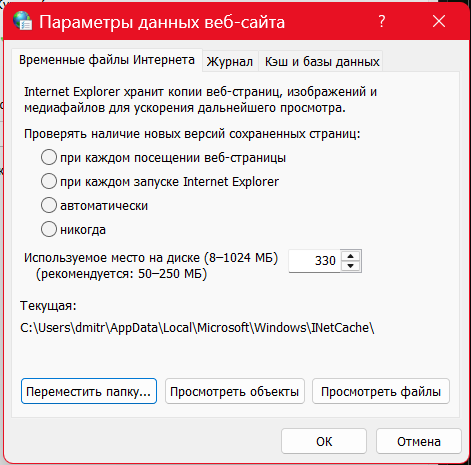 Параметры данных веб-сайта
Временные файлы Интернета Журнал Кэш и базы данных
Internet Explorer хранит копии веб-страниц, изображений и
медиафайлов для ускорения дальнейшего просмотра.
Проверять наличие новых версий сохраненных страниц:
при каждом посещении веб-страницы
при каждом запуске Internet Explorer
автоматически
никогда
Используемое место на диске (8–1024 МБ) 330
(рекомендуется: 50–250 МБ)
Текущая:
C:\Users\dmitr\AppData\Local\Microsoft\Windows\INetCache\
Переместить папку... Просмотреть объекты Просмотреть файлы
ОК Отмена